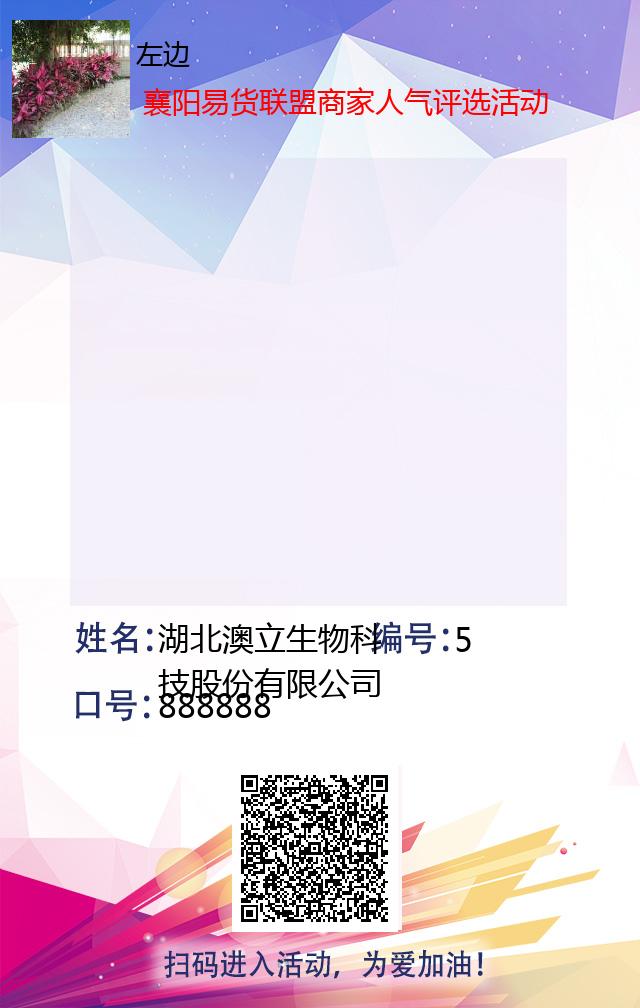 左边
襄阳易货联盟商家人气评选活动
姓名：湖北澳立生物科编号：5
技股份有限公司
口号：888888
扫码进入活动，为爱加油！